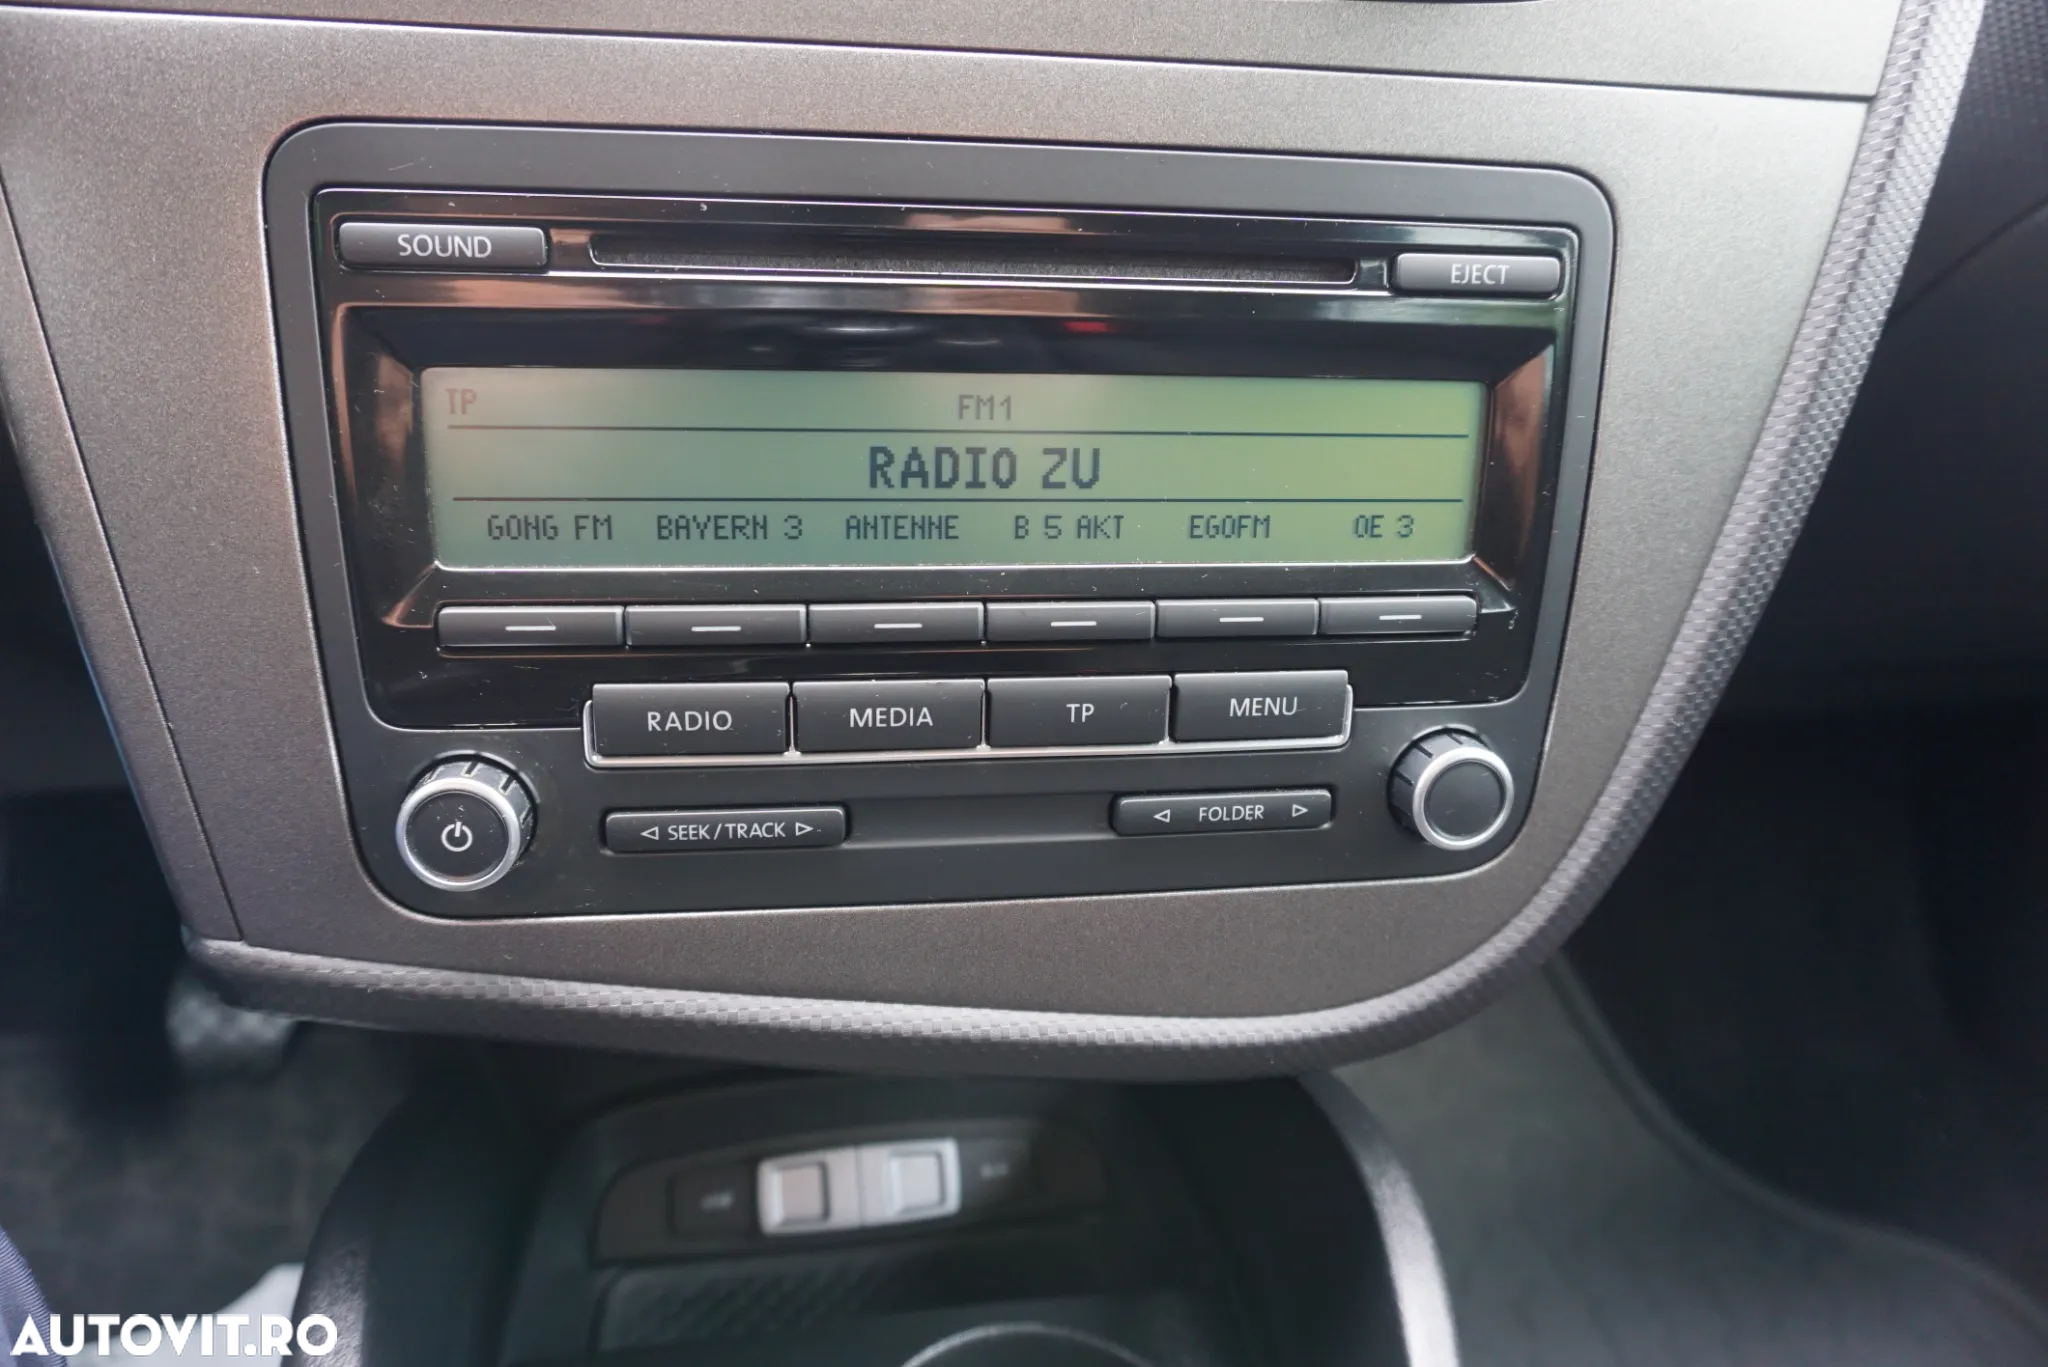 SOUND
EJECT
TP FM1
RADIO ZU
GONG FM BAYERN 3 ANTENNE B 5 AKT EGOFM OE 3
RADIO MEDIA TP MENU
SEEK/TRACK FOLDER
AUTOVIT.RO